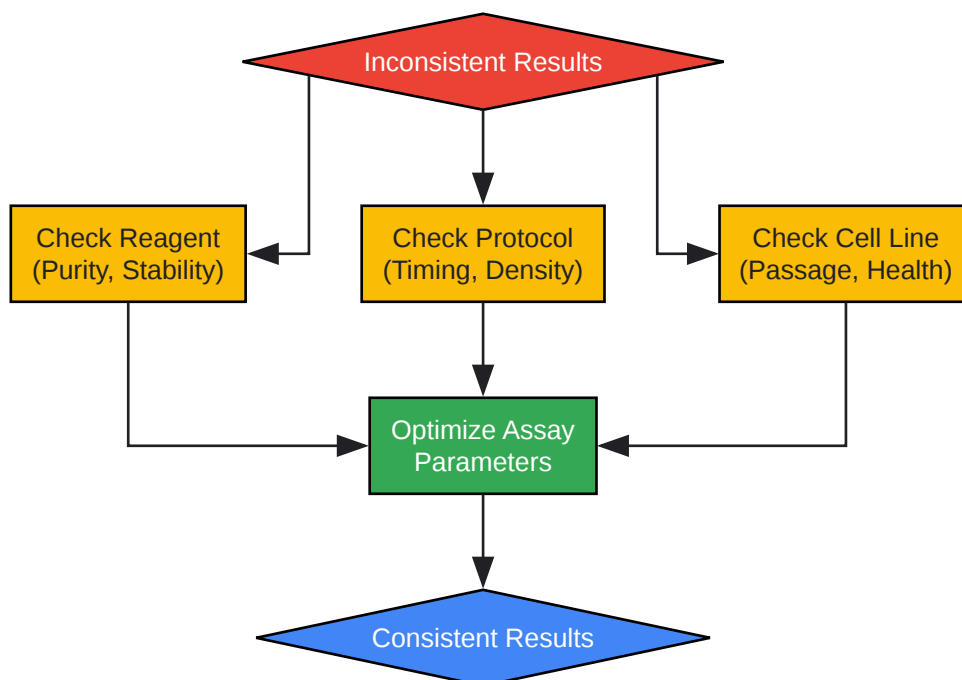 Inconsistent Results
Check Reagent
(Purity, Stability)
Check Protocol
(Timing, Density)
Check Cell Line
(Passage, Health)
Optimize Assay
Parameters
Consistent Results